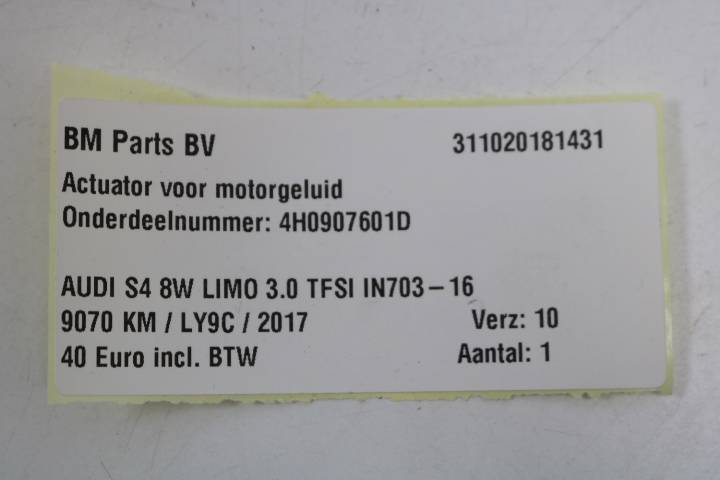 BM Parts BV 311020181431
Actuator voor motorgeluid
Onderdeelnummer: 4H0907601D
AUDI S4 8W LIMO 3.0 TFSI IN703-16
9070 KM / LY9C / 2017 Verz: 10
40 Euro incl. BTW Aantal: 1